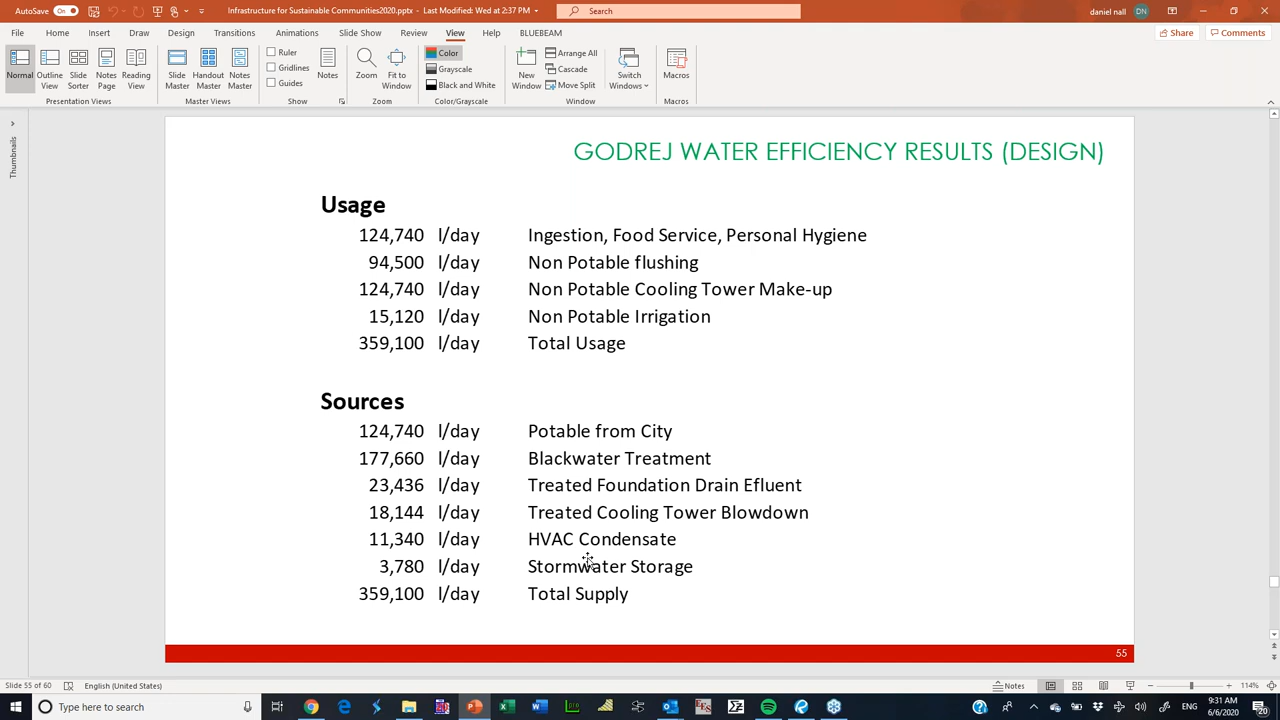 AutoSave On
Infrastructure for Sustainable Communities2020.pptx - Last Modified: Wed at 2:37 PM
Search
daniel nall
DN
File Home Insert Draw Design Transitions Animations Slide Show Review View Help BLUEBEAM
Share Comments
Normal
Outline View
Slide Sorter
Notes Page
Reading View
Slide Master
Handout Master
Notes Master
Ruler
Gridlines
Guides
Notes
Zoom
Fit to Window
Color
Grayscale
Black and White
New Window
Arrange All
Cascade
Move Split
Switch Windows
Macros
Presentation Views
Master Views
Show
Zoom
Color/Grayscale
Window
Macros
Thumbnails
GODREJ WATER EFFICIENCY RESULTS (DESIGN)
Usage
124,740 l/day Ingestion, Food Service, Personal Hygiene
94,500 l/day Non Potable flushing
124,740 l/day Non Potable Cooling Tower Make-up
15,120 l/day Non Potable Irrigation
359,100 l/day Total Usage
Sources
124,740 l/day Potable from City
177,660 l/day Blackwater Treatment
23,436 l/day Treated Foundation Drain Efluent
18,144 l/day Treated Cooling Tower Blowdown
11,340 l/day HVAC Condensate
3,780 l/day Stormwater Storage
359,100 l/day Total Supply
55
Slide 55 of 60
English (United States)
Notes
114%
Type here to search
9:31 AM
6/6/2020
20